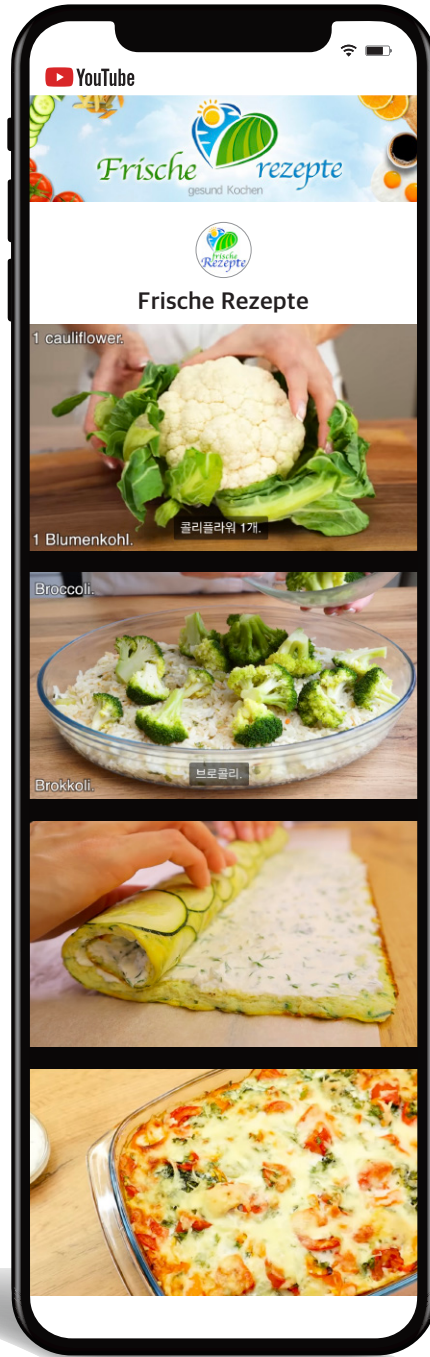 YouTube
Frische rezepte
gesund Kochen
frische
Rezepte
Frische Rezepte
1 cauliflower.
콜리플라워 1개.
1 Blumenkohl.
Broccoli.
브로콜리.
Brokkoli.